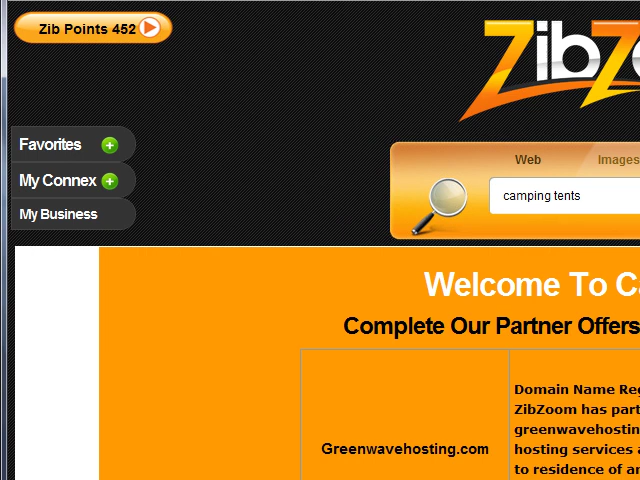 Zib Points 452
ZibZo
Favorites
My Connex
My Business
Web Images
camping tents
Welcome To Ca
Complete Our Partner Offers
Domain Name Reg
ZibZoom has part
greenwavehostin
Greenwavehosting.com
hosting services a
to residence of an